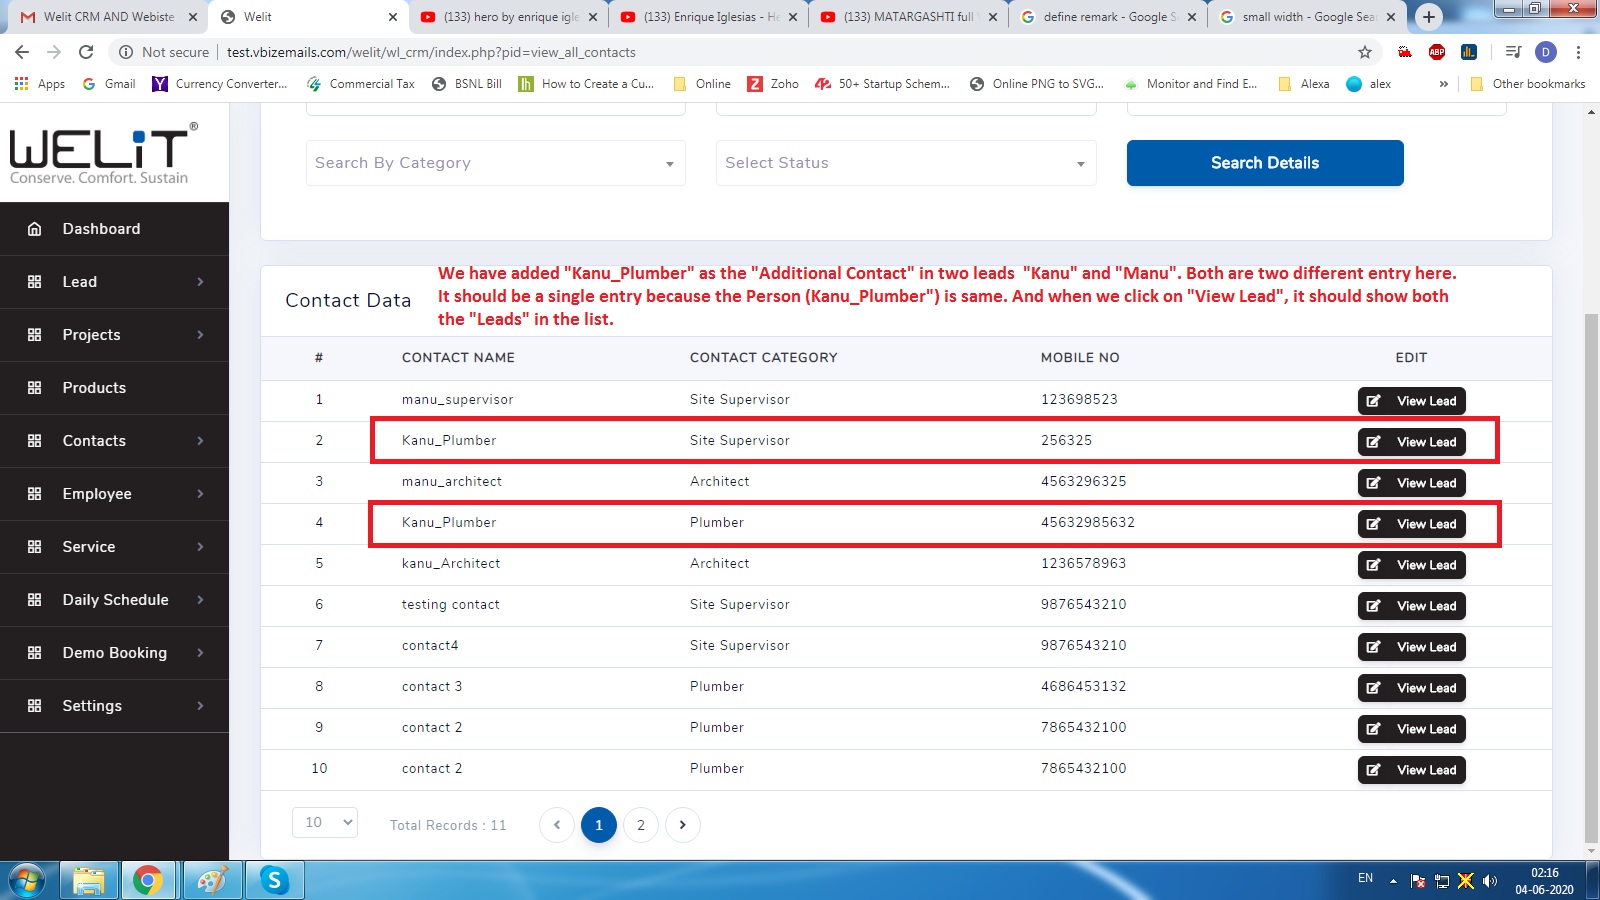 Welit CRM AND Webiste
Welit
(133) hero by enrique igle
(133) Enrique Iglesias - He
(133) MATARGASHTI full
define remark - Google S
small width - Google Sear
Not secure
test.vbizemails.com/welit/wl_crm/index.php?pid=view_all_contacts
ABP
D
Apps
Gmail
Currency Converter...
Commercial Tax
BSNL Bill
How to Create a Cu...
Online
Zoho
50+ Startup Schem...
Online PNG to SVG...
Monitor and Find E...
Alexa
alex
»
Other bookmarks
WELiT®
Conserve. Comfort. Sustain
Dashboard
Lead
Projects
Products
Contacts
Employee
Service
Daily Schedule
Demo Booking
Settings
Search By Category
Select Status
Search Details
Contact Data
We have added "Kanu_Plumber" as the "Additional Contact" in two leads "Kanu" and "Manu". Both are two different entry here.
It should be a single entry because the Person (Kanu_Plumber") is same. And when we click on "View Lead", it should show both
the "Leads" in the list.
# CONTACT NAME CONTACT CATEGORY MOBILE NO EDIT
1 manu_supervisor Site Supervisor 123698523 View Lead
2 Kanu_Plumber Site Supervisor 256325 View Lead
3 manu_architect Architect 4563296325 View Lead
4 Kanu_Plumber Plumber 45632985632 View Lead
5 kanu_Architect Architect 1236578963 View Lead
6 testing contact Site Supervisor 9876543210 View Lead
7 contact4 Site Supervisor 9876543210 View Lead
8 contact 3 Plumber 4686453132 View Lead
9 contact 2 Plumber 7865432100 View Lead
10 contact 2 Plumber 7865432100 View Lead
10 Total Records : 11 1 2
EN
02:16
04-06-2020